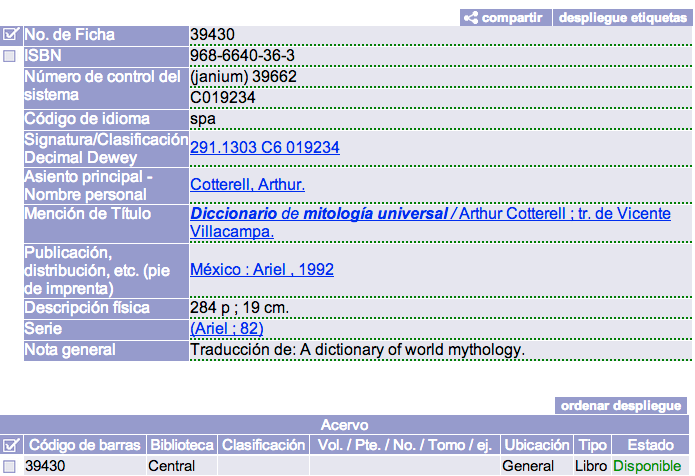 compartir despliegue etiquetas
No. de Ficha 39430
ISBN 968-6640-36-3
Número de control del sistema (janium) 39662
C019234
Código de idioma spa
Signatura/Clasificación Decimal Dewey 291.1303 C6 019234
Asiento principal - Nombre personal Cotterell, Arthur.
Mención de Título Diccionario de mitología universal / Arthur Cotterell ; tr. de Vicente
Villacampa.
Publicación, distribución, etc. (pie de imprenta) México : Ariel , 1992
Descripción física 284 p ; 19 cm.
Serie (Ariel ; 82)
Nota general Traducción de: A dictionary of world mythology.
ordenar despliegue
Acervo
Código de barras Biblioteca Clasificación Vol. / Pte. / No. / Tomo / ej. Ubicación Tipo Estado
39430 Central General Libro Disponible